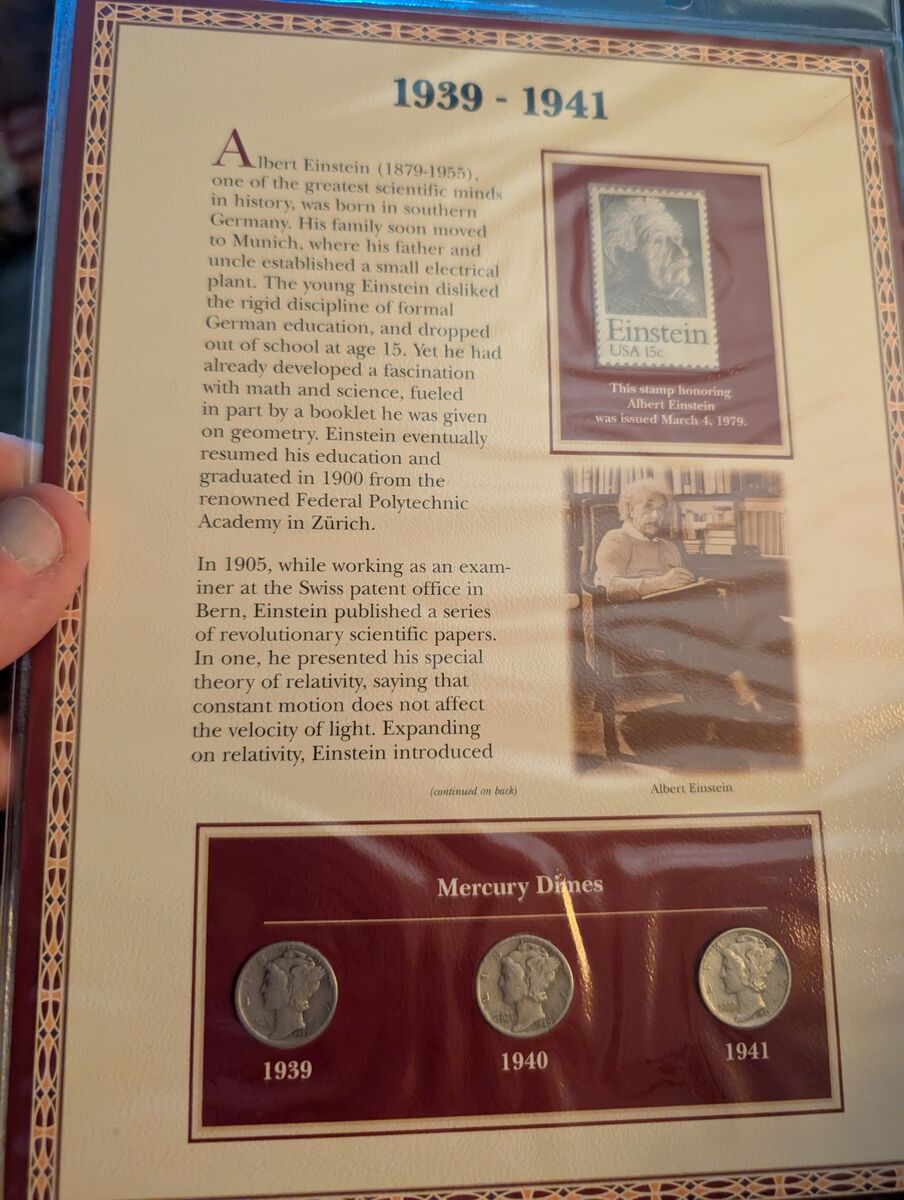 1939 - 1941
Albert Einstein (1879-1955),
one of the greatest scientific minds
in history, was born in southern
Germany. His family soon moved
to Munich, where his father and
uncle established a small electrical
plant. The young Einstein disliked
the rigid discipline of formal
German education, and dropped
out of school at age 15. Yet he had
already developed a fascination
with math and science, fueled
in part by a booklet he was given
on geometry. Einstein eventually
resumed his education and
graduated in 1900 from the
renowned Federal Polytechnic
Academy in Zürich.
In 1905, while working as an exam-
iner at the Swiss patent office in
Bern, Einstein published a series
of revolutionary scientific papers.
In one, he presented his special
theory of relativity, saying that
constant motion does not affect
the velocity of light. Expanding
on relativity, Einstein introduced
(continued on back)
Einstein
USA 15c
This stamp honoring
Albert Einstein
was issued March 4, 1979.
Albert Einstein
Mercury Dimes
1939
1940
1941